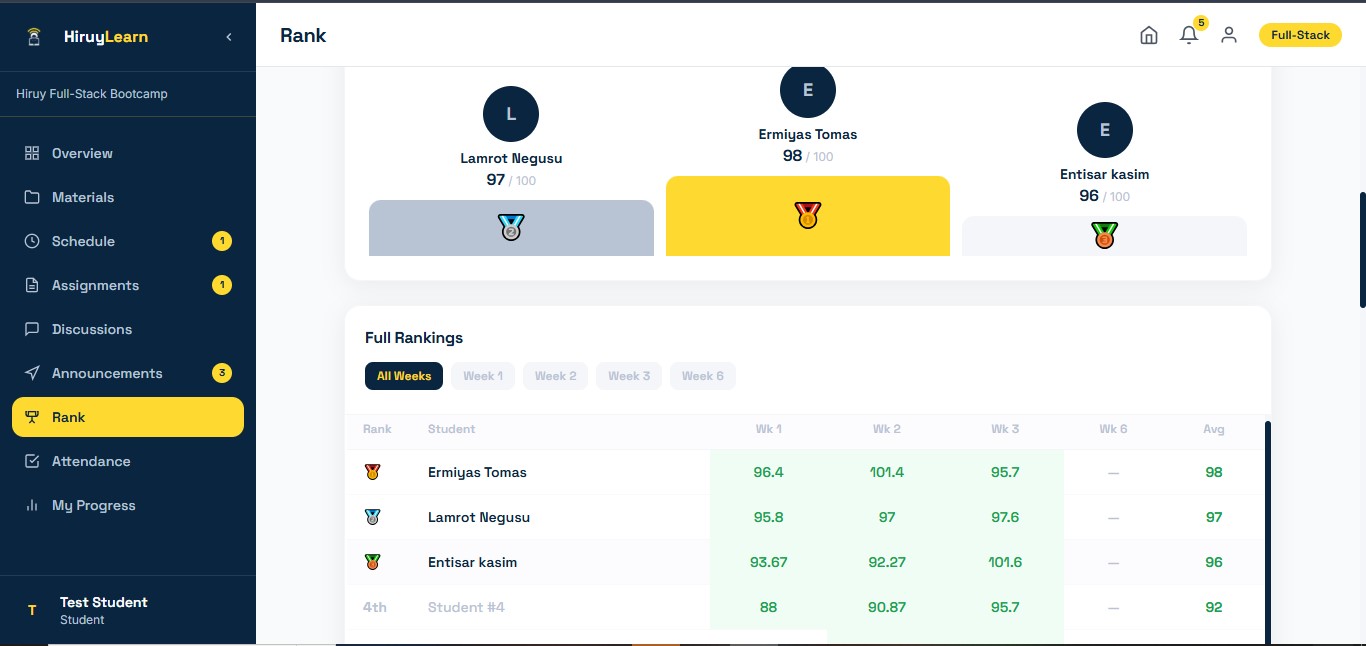 HiruyLearn
Rank
5
Full-Stack
Hiruy Full-Stack Bootcamp
Overview
Materials
Schedule 1
Assignments 1
Discussions
Announcements 3
Rank
Attendance
My Progress
T
Test Student
Student
L
Lamrot Negusu
97 / 100
2
E
Ermiyas Tomas
98 / 100
1
E
Entisar kasim
96 / 100
3
Full Rankings
All Weeks Week 1 Week 2 Week 3 Week 6
Rank Student Wk 1 Wk 2 Wk 3 Wk 6 Avg
Ermiyas Tomas 96.4 101.4 95.7 — 98
Lamrot Negusu 95.8 97 97.6 — 97
Entisar kasim 93.67 92.27 101.6 — 96
4th Student #4 88 90.87 95.7 — 92